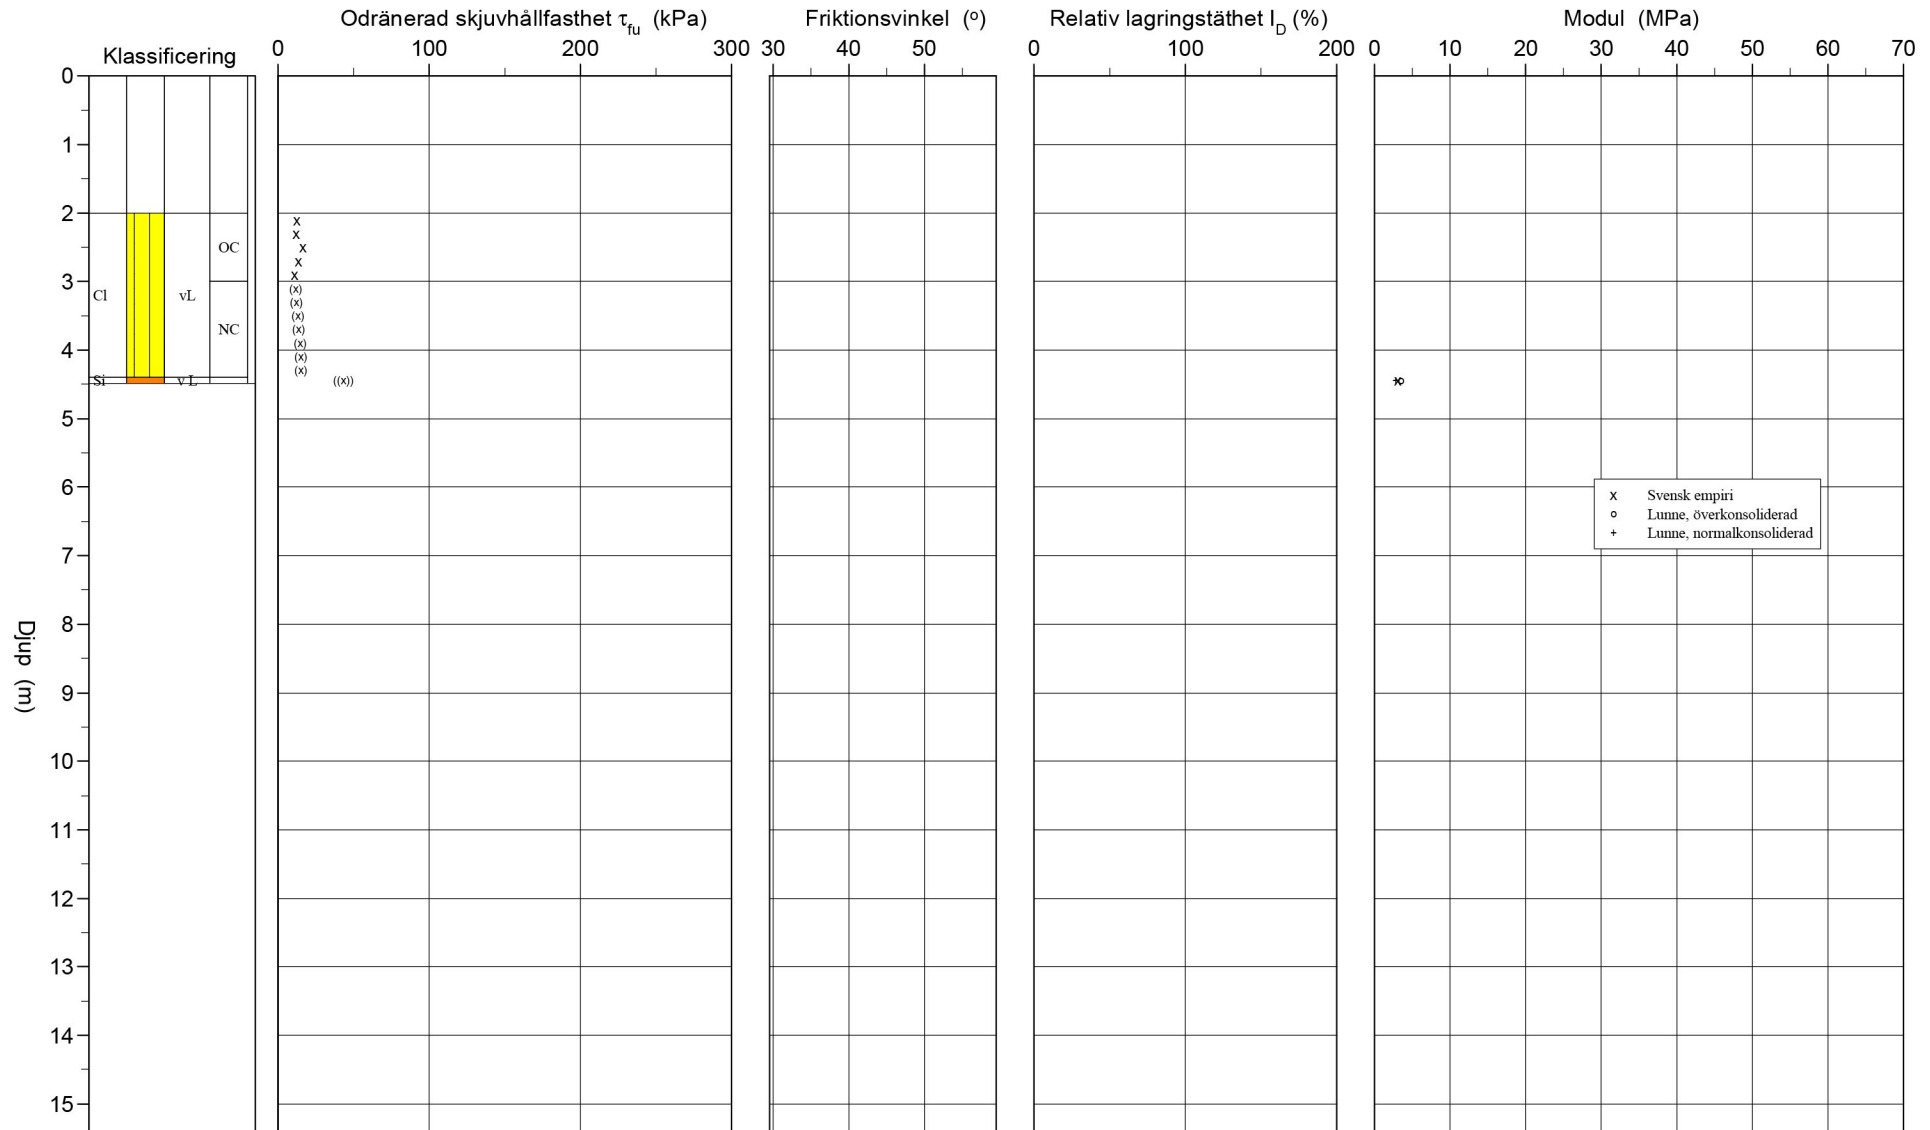 Odränerad skjuvhållfasthet τfu (kPa) Friktionsvinkel (o) Relativ lagringstäthet ID (%) Modul (MPa)
Klassificering 0 100 200 300 30 40 50 0 100 200 0 10 20 30 40 50 60 70
0
1
2
x
x
OC x
x
3 x
Cl vL (x)
(x)
(x)
NC (x)
4 (x)
(x)
(x)
Si v L ((x)) +x o
5
6
x Svensk empiri
o Lunne, överkonsoliderad
+ Lunne, normalkonsoliderad
7
8
Djup (m)
9
10
11
12
13
14
15